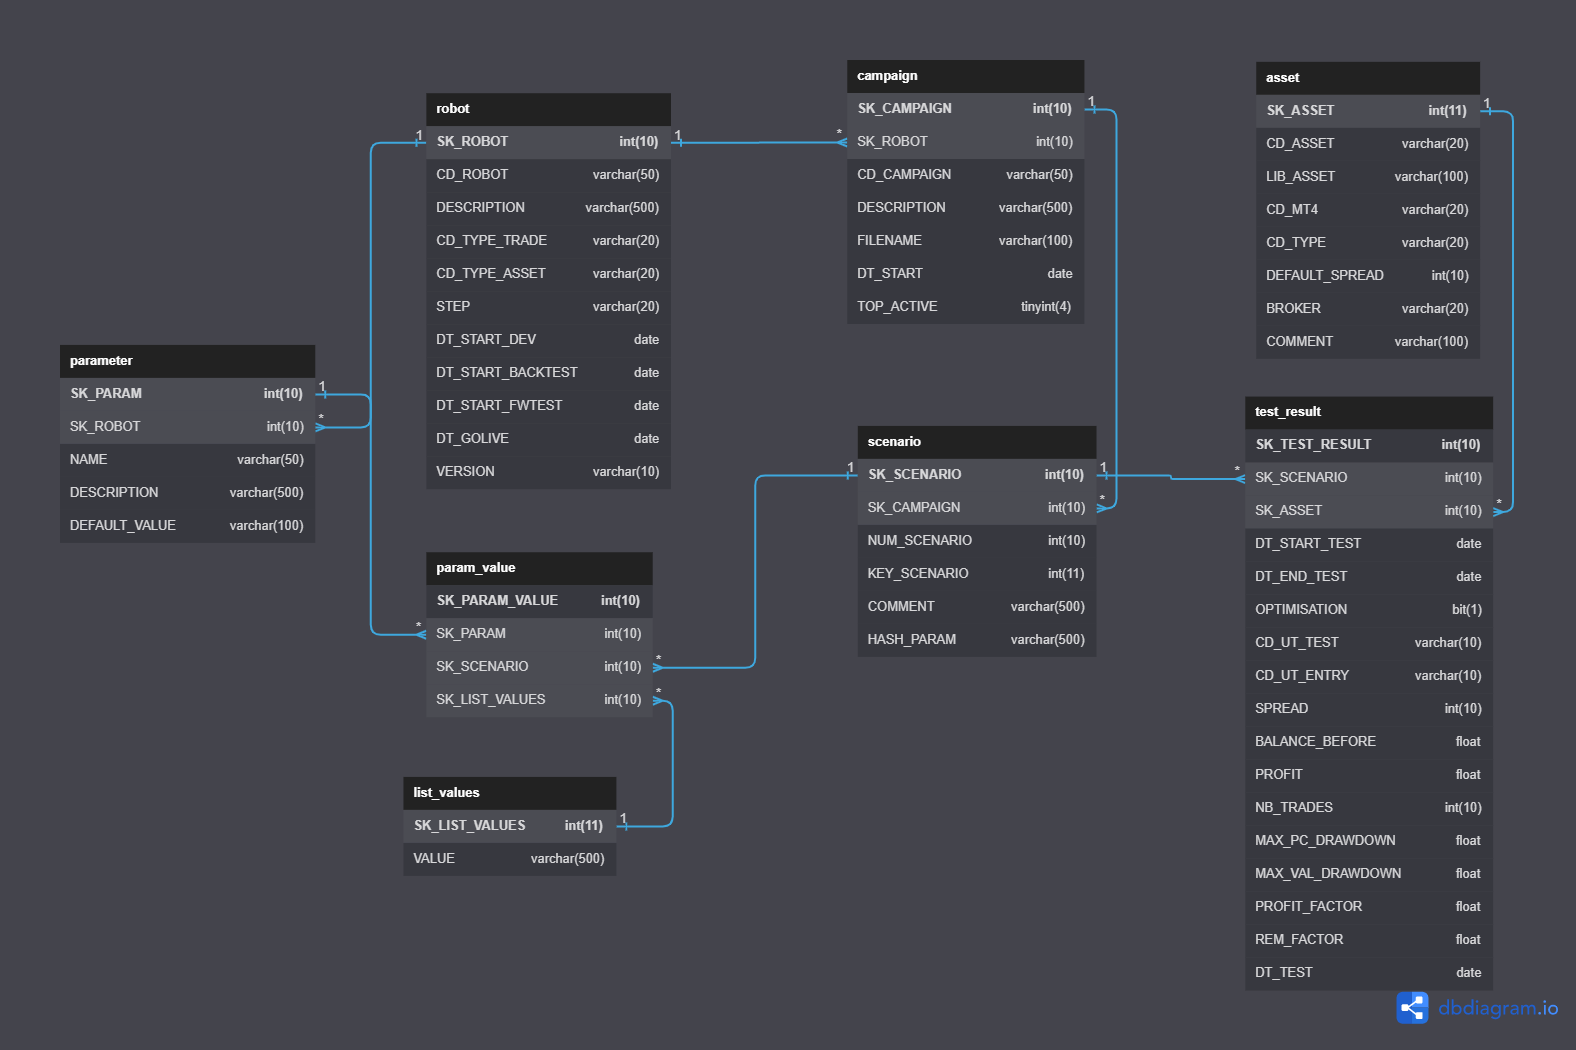 robot
1 SK_ROBOT int(10) 1
CD_ROBOT varchar(50)
DESCRIPTION varchar(500)
CD_TYPE_TRADE varchar(20)
CD_TYPE_ASSET varchar(20)
STEP varchar(20)
DT_START_DEV date
DT_START_BACKTEST date
DT_START_FWTEST date
DT_GOLIVE date
VERSION varchar(10)
campaign
SK_CAMPAIGN int(10) 1
* SK_ROBOT int(10)
CD_CAMPAIGN varchar(50)
DESCRIPTION varchar(500)
FILENAME varchar(100)
DT_START date
TOP_ACTIVE tinyint(4)
asset
SK_ASSET int(11) 1
CD_ASSET varchar(20)
LIB_ASSET varchar(100)
CD_MT4 varchar(20)
CD_TYPE varchar(20)
DEFAULT_SPREAD int(10)
BROKER varchar(20)
COMMENT varchar(100)
parameter
SK_PARAM int(10) 1
SK_ROBOT int(10) *
NAME varchar(50)
DESCRIPTION varchar(500)
DEFAULT_VALUE varchar(100)
param_value
SK_PARAM_VALUE int(10)
* SK_PARAM int(10)
SK_SCENARIO int(10) *
SK_LIST_VALUES int(10) *
list_values
SK_LIST_VALUES int(11) 1
VALUE varchar(500)
scenario
1 SK_SCENARIO int(10) 1
SK_CAMPAIGN int(10) *
NUM_SCENARIO int(10)
KEY_SCENARIO int(11)
COMMENT varchar(500)
HASH_PARAM varchar(500)
test_result
SK_TEST_RESULT int(10)
* SK_SCENARIO int(10)
SK_ASSET int(10) *
DT_START_TEST date
DT_END_TEST date
OPTIMISATION bit(1)
CD_UT_TEST varchar(10)
CD_UT_ENTRY varchar(10)
SPREAD int(10)
BALANCE_BEFORE float
PROFIT float
NB_TRADES int(10)
MAX_PC_DRAWDOWN float
MAX_VAL_DRAWDOWN float
PROFIT_FACTOR float
REM_FACTOR float
DT_TEST date
dbdiagram.io